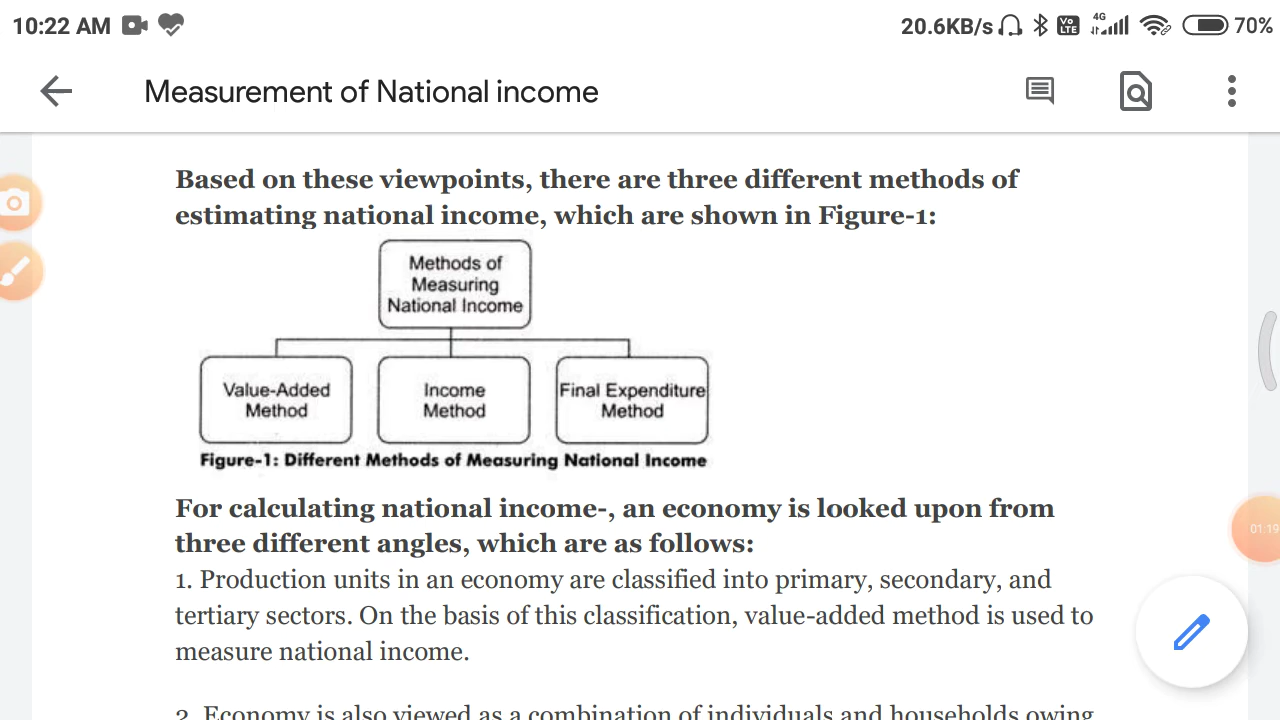 10:22 AM
20.6KB/s Vo LTE 4G 70%
Measurement of National income
Based on these viewpoints, there are three different methods of
estimating national income, which are shown in Figure-1:
Methods of
Measuring
National Income
Value-Added
Method
Income
Method
Final Expenditure
Method
Figure-1: Different Methods of Measuring National Income
For calculating national income-, an economy is looked upon from
three different angles, which are as follows:
1. Production units in an economy are classified into primary, secondary, and
tertiary sectors. On the basis of this classification, value-added method is used to
measure national income.
01:19
2. Economy is also viewed as a combination of individuals and households owing